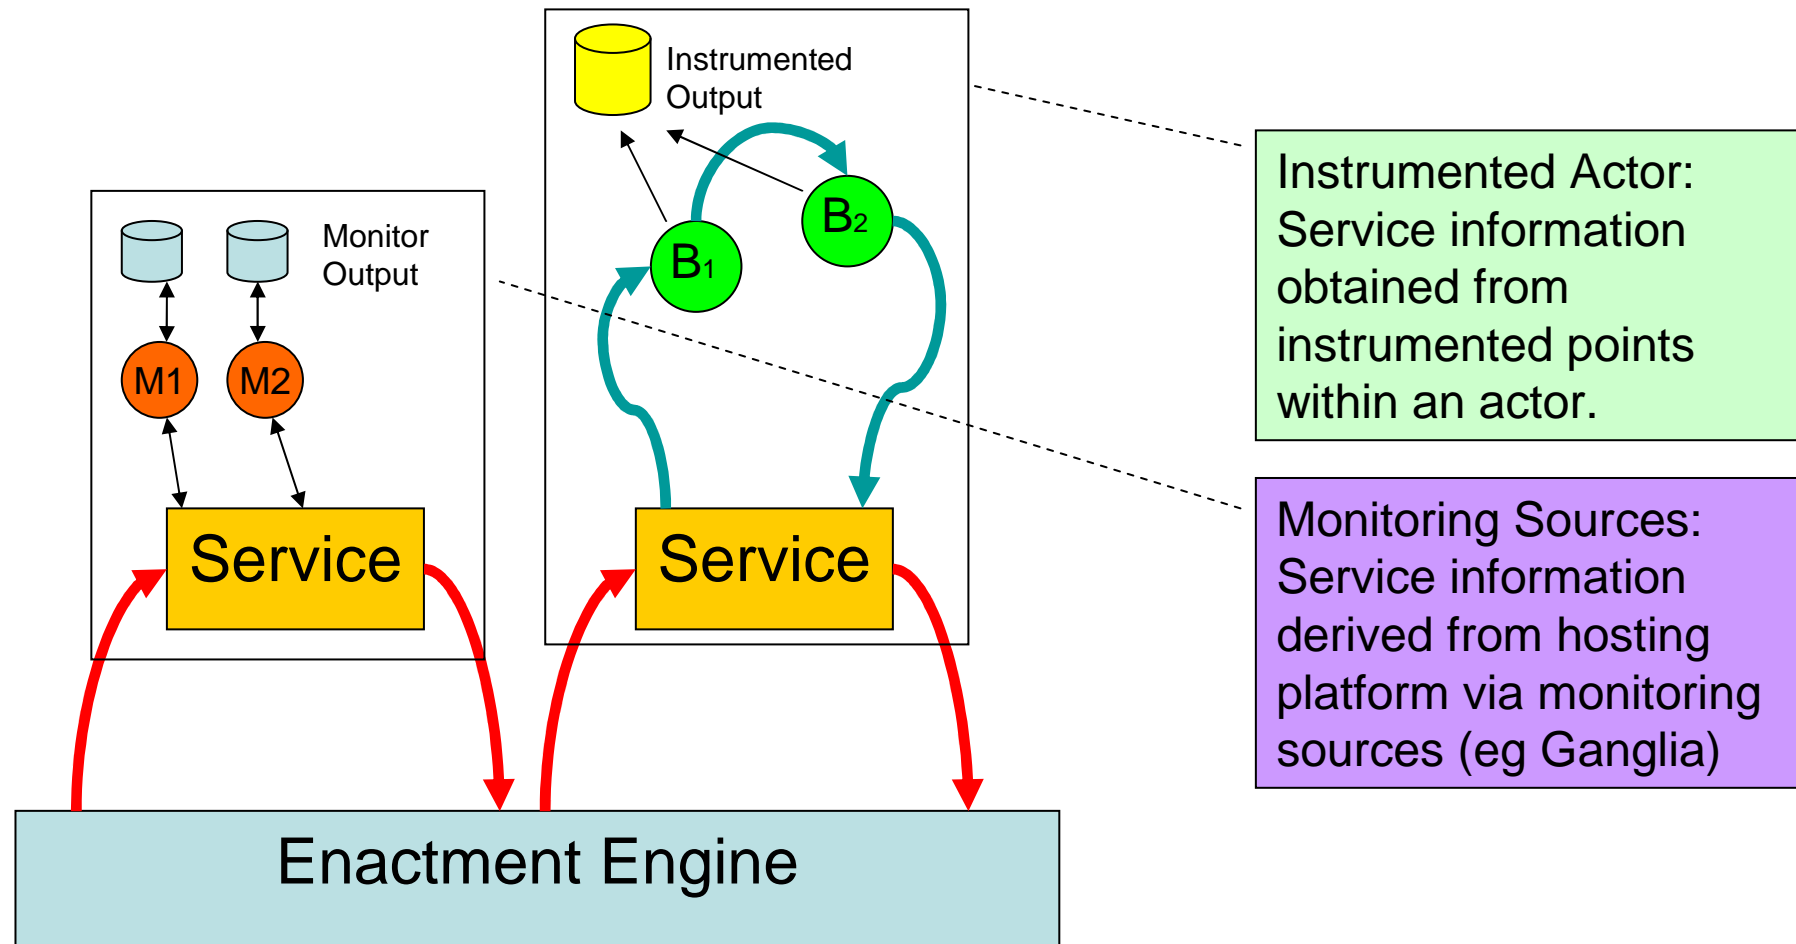 Instrumented
Output
Monitor
Output
B1
B2
M1
M2
Service
Service
Enactment Engine
Instrumented Actor:
Service information
obtained from
instrumented points
within an actor.
Monitoring Sources:
Service information
derived from hosting
platform via monitoring
sources (eg Ganglia)